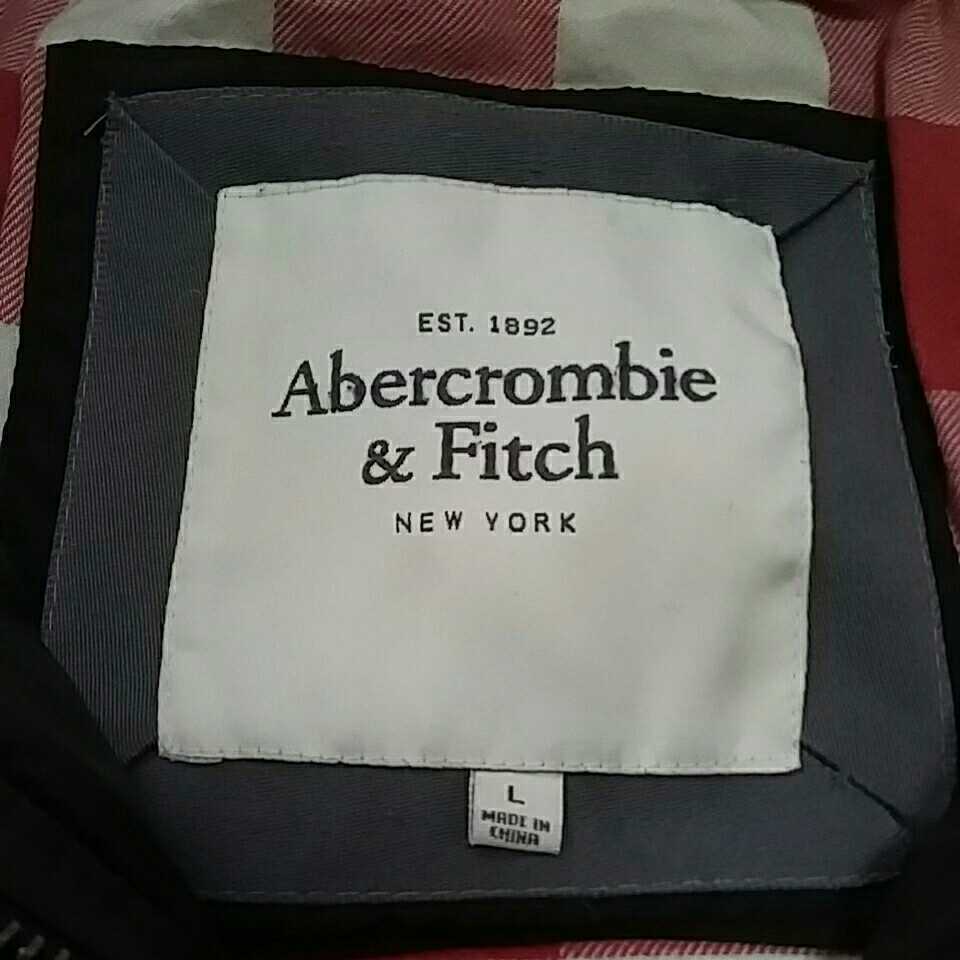 EST. 1892
Abercrombie
& Fitch
NEW YORK
L
MADE IN
CHINA